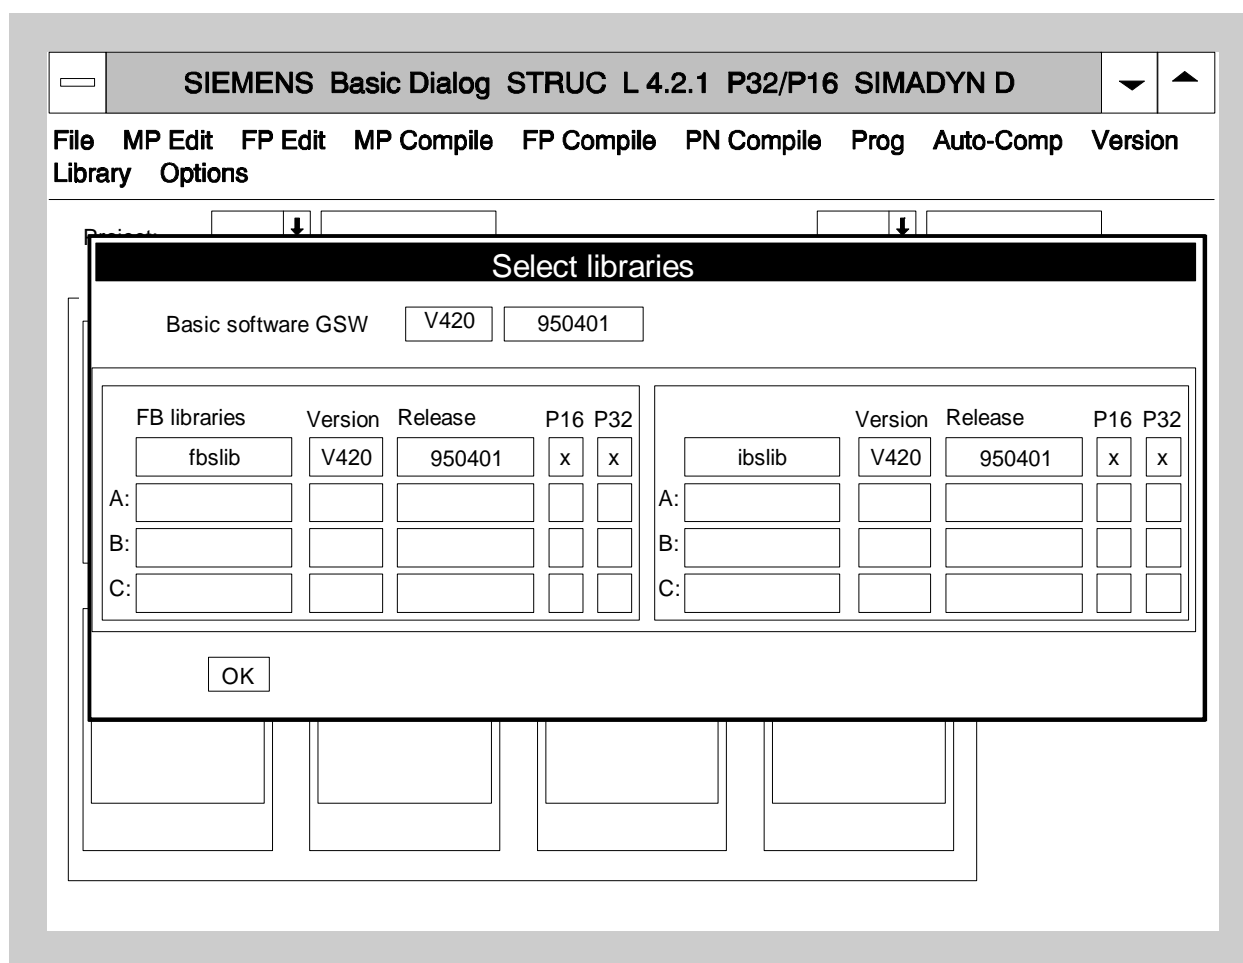 SIEMENS Basic Dialog STRUC L 4.2.1 P32/P16 SIMADYN D
File MP Edit FP Edit MP Compile FP Compile PN Compile Prog Auto-Comp Version
Library Options
Project:
Select libraries
Basic software GSW V420 950401
FB libraries Version Release P16 P32 Version Release P16 P32
fbslib V420 950401 x x ibslib V420 950401 x x
A: A:
B: B:
C: C:
OK